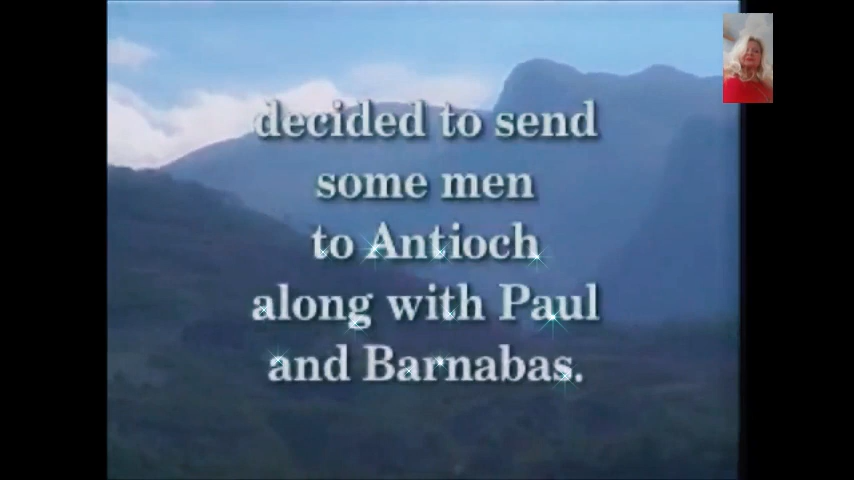 decided to send
some men
to Antioch
along with Paul
and Barnabas.